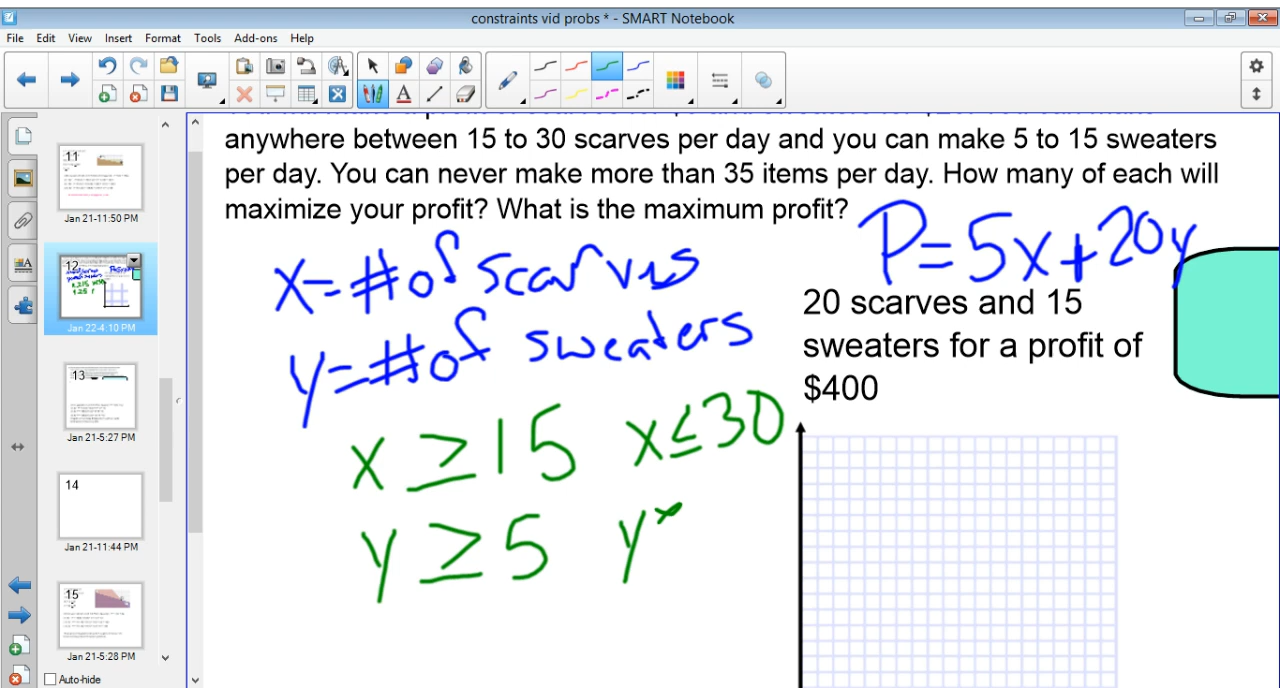 constraints vid probs * - SMART Notebook
File Edit View Insert Format Tools Add-ons Help
11
Jan 21-11:50 PM
12
Jan 22-4:10 PM
13
Jan 21-5:27 PM
14
Jan 21-11:44 PM
15
Jan 21-5:28 PM
Auto-hide
anywhere between 15 to 30 scarves per day and you can make 5 to 15 sweaters
per day. You can never make more than 35 items per day. How many of each will
maximize your profit? What is the maximum profit?
P=5x+20y
x=#of scarves
y=#of sweaters
20 scarves and 15
sweaters for a profit of
$400
x ≥15 x≤30
y ≥5 y